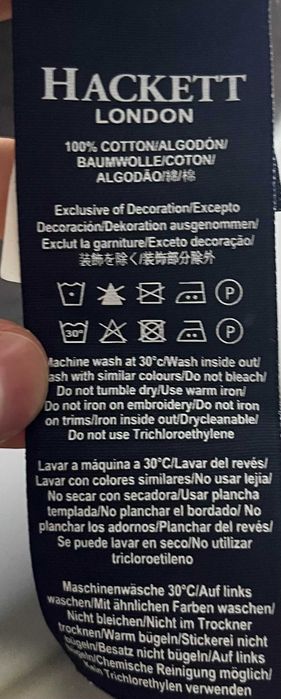 HACKETT
LONDON
100% COTTON/ALGODÓN/
BAUMWOLLE/COTON/
ALGODÃO/綿/棉
Exclusive of Decoration/Excepto
Decoración/Dekoration ausgenommen/
Exclut la garniture/Exceto decoração/
装飾を除く/装飾部分除外
P
30° P
Machine wash at 30°c/Wash inside out/
ash with similar colours/Do not bleach/
Do not tumble dry/Use warm iron/
Do not iron on embroidery/Do not iron
on trims/Iron inside out/Drycleanable/
Do not use Trichloroethylene
Lavar a máquina a 30°C/Lavar del revés/
Lavar con colores similares/No usar lejía/
No secar con secadora/Usar plancha
templada/No planchar el bordado/ No
planchar los adornos/Planchar del revés/
Se puede lavar en seco/No utilizar
tricloroetileno
Maschinenwäsche 30°C/Auf links
waschen/Mit ähnlichen Farben waschen/
Nicht bleichen/Nicht im Trockner
trocknen/Warm bügeln/Stickerei nicht
bügeln/Besatz nicht bügeln/Auf links
bügeln/Chemische Reinigung möglich/
Kein Trichlorethylen verwenden